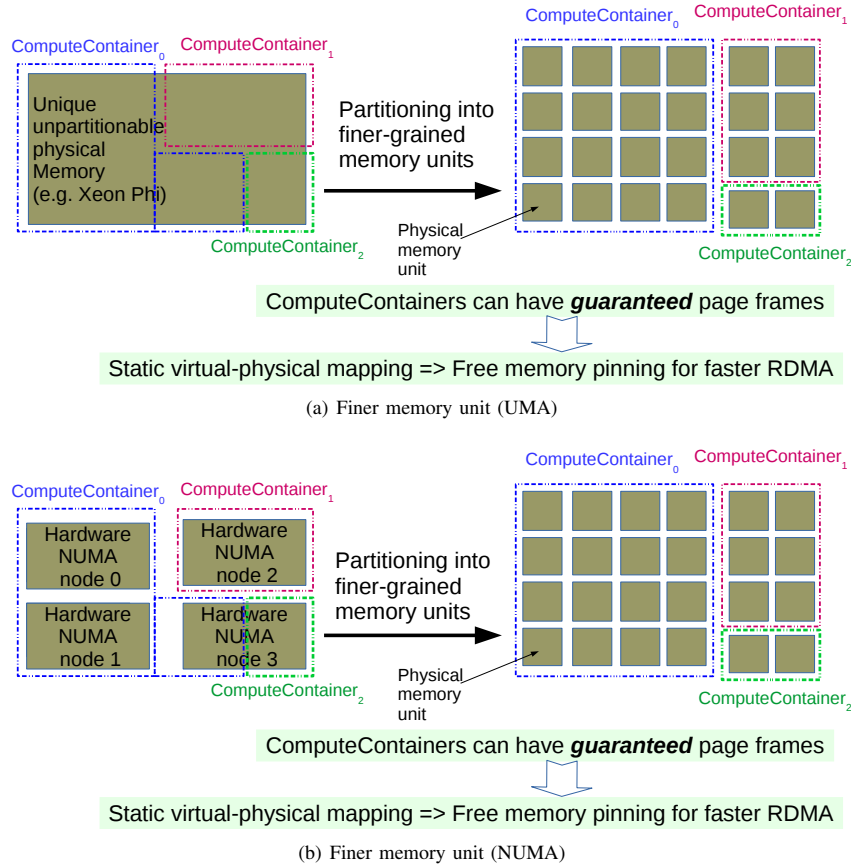 ComputeContainer0
ComputeContainer1
Unique
unpartitionable
physical
Memory
(e.g. Xeon Phi)
ComputeContainer2
Partitioning into
finer-grained
memory units
ComputeContainer0
ComputeContainer1
Physical
memory
unit
ComputeContainer2
ComputeContainers can have guaranteed page frames
Static virtual-physical mapping => Free memory pinning for faster RDMA
(a) Finer memory unit (UMA)
ComputeContainer0
ComputeContainer1
Hardware
NUMA
node 0
Hardware
NUMA
node 2
Hardware
NUMA
node 1
Hardware
NUMA
node 3
ComputeContainer2
Partitioning into
finer-grained
memory units
ComputeContainer0
ComputeContainer1
Physical
memory
unit
ComputeContainer2
ComputeContainers can have guaranteed page frames
Static virtual-physical mapping => Free memory pinning for faster RDMA
(b) Finer memory unit (NUMA)